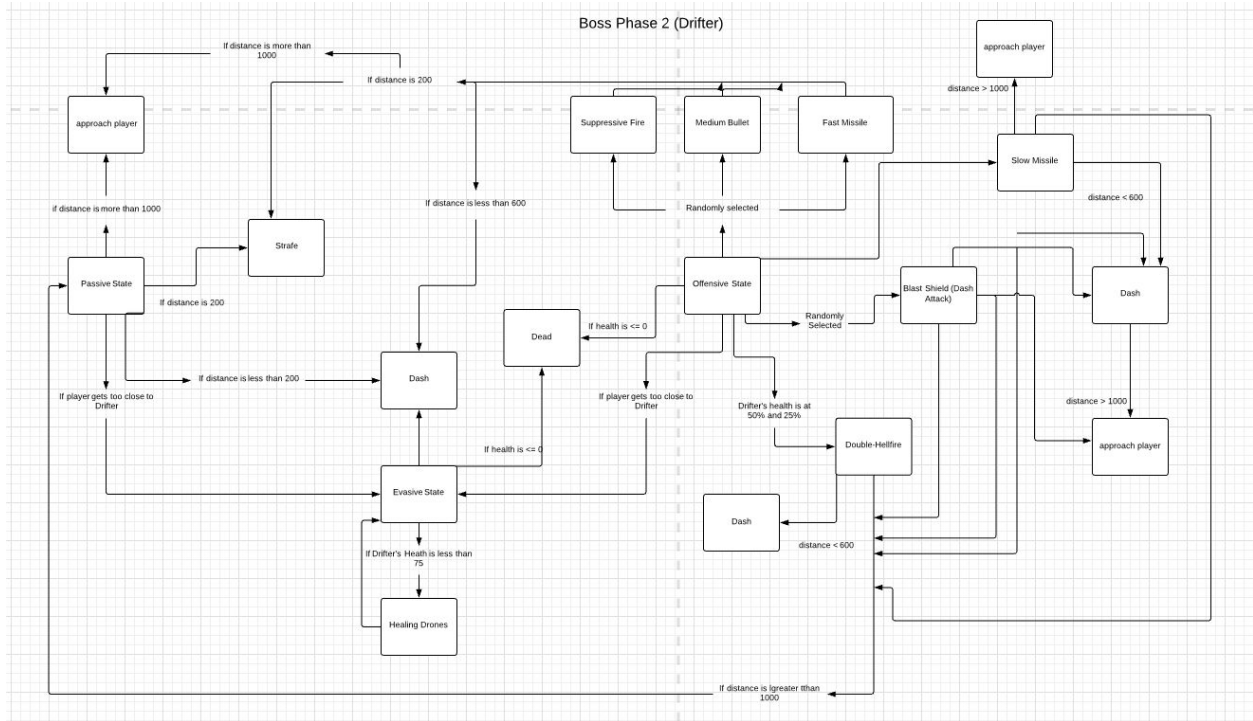 Boss Phase 2 (Drifter)
If distance is more than
1000
approach player
If distance is 200
distance > 1000
approach player
Suppressive Fire
Medium Bullet
Fast Missile
Slow Missile
if distance is more than 1000
If distance is less than 600
Randomly selected
distance < 600
Strafe
Passive State
If distance is 200
Offensive State
Blast Shield (Dash
Attack)
Dash
Dead
If health is <= 0
Randomly
Selected
Dash
If distance is less than 200
If player gets too close to
Drifter
If player gets too close to
Drifter
Drifter's health is at
50% and 25%
distance > 1000
approach player
If health is <= 0
Double-Hellfire
Evasive State
Dash
distance < 600
If Drifter's Heath is less than
75
Healing Drones
If distance is lgreater tthan
1000